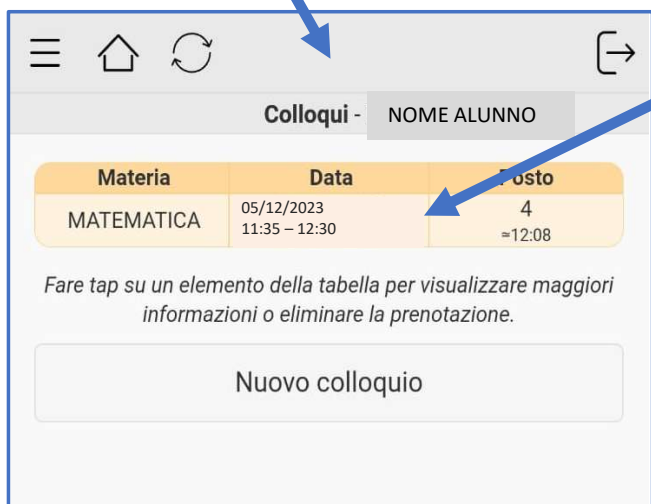 Colloqui - NOME ALUNNO
Materia Data Posto
MATEMATICA 05/12/2023 4
11:35 – 12:30 ≈12:08
Fare tap su un elemento della tabella per visualizzare maggiori
informazioni o eliminare la prenotazione.
Nuovo colloquio